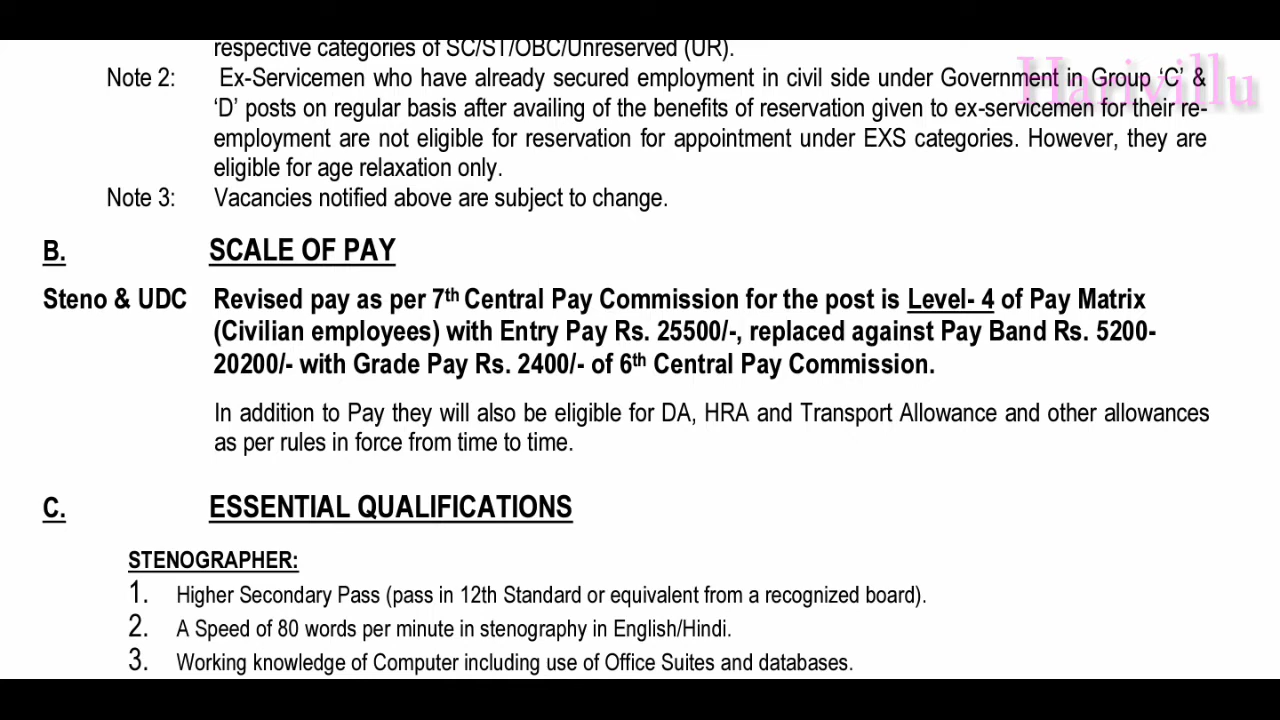 respective categories of SC/ST/OBC/Unreserved (UR).
Harivillu
Note 2: Ex-Servicemen who have already secured employment in civil side under Government in Group ‘C’ &
‘D’ posts on regular basis after availing of the benefits of reservation given to ex-servicemen for their re-
employment are not eligible for reservation for appointment under EXS categories. However, they are
eligible for age relaxation only.
Note 3: Vacancies notified above are subject to change.
B. SCALE OF PAY
Steno & UDC Revised pay as per 7th Central Pay Commission for the post is Level- 4 of Pay Matrix
(Civilian employees) with Entry Pay Rs. 25500/-, replaced against Pay Band Rs. 5200-
20200/- with Grade Pay Rs. 2400/- of 6th Central Pay Commission.
In addition to Pay they will also be eligible for DA, HRA and Transport Allowance and other allowances
as per rules in force from time to time.
C. ESSENTIAL QUALIFICATIONS
STENOGRAPHER:
1. Higher Secondary Pass (pass in 12th Standard or equivalent from a recognized board).
2. A Speed of 80 words per minute in stenography in English/Hindi.
3. Working knowledge of Computer including use of Office Suites and databases.